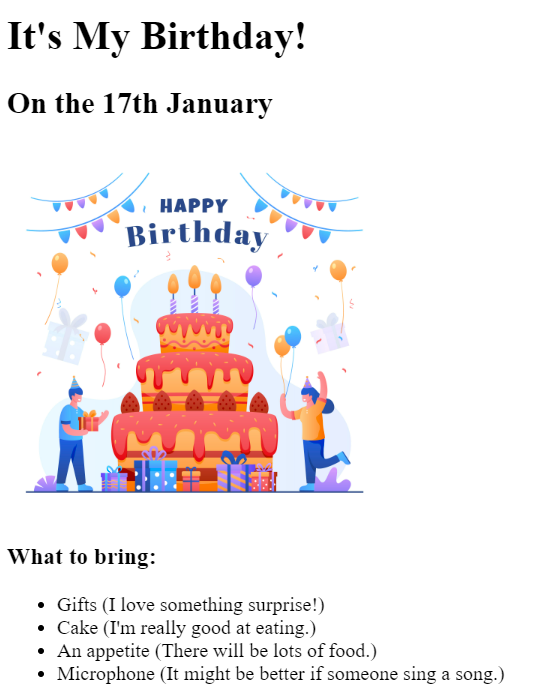 It's My Birthday!
On the 17th January
HAPPY
Birthday
What to bring:
• Gifts (I love something surprise!)
• Cake (I'm really good at eating.)
• An appetite (There will be lots of food.)
• Microphone (It might be better if someone sing a song.)